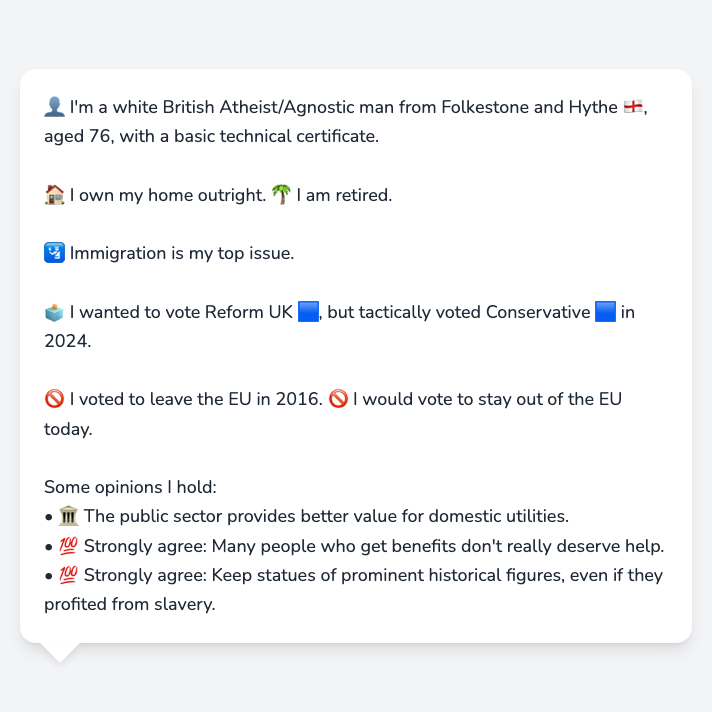 👤 I'm a white British Atheist/Agnostic man from Folkestone and Hythe 🏴󠁧󠁢󠁥󠁮󠁧󠁿,
aged 76, with a basic technical certificate.
🏠 I own my home outright. 🌴 I am retired.
🛂 Immigration is my top issue.
🗳️ I wanted to vote Reform UK 🟦, but tactically voted Conservative 🟦 in
2024.
🚫 I voted to leave the EU in 2016. 🚫 I would vote to stay out of the EU
today.
Some opinions I hold:
• 🏛️ The public sector provides better value for domestic utilities.
• 💯 Strongly agree: Many people who get benefits don't really deserve help.
• 💯 Strongly agree: Keep statues of prominent historical figures, even if they
profited from slavery.